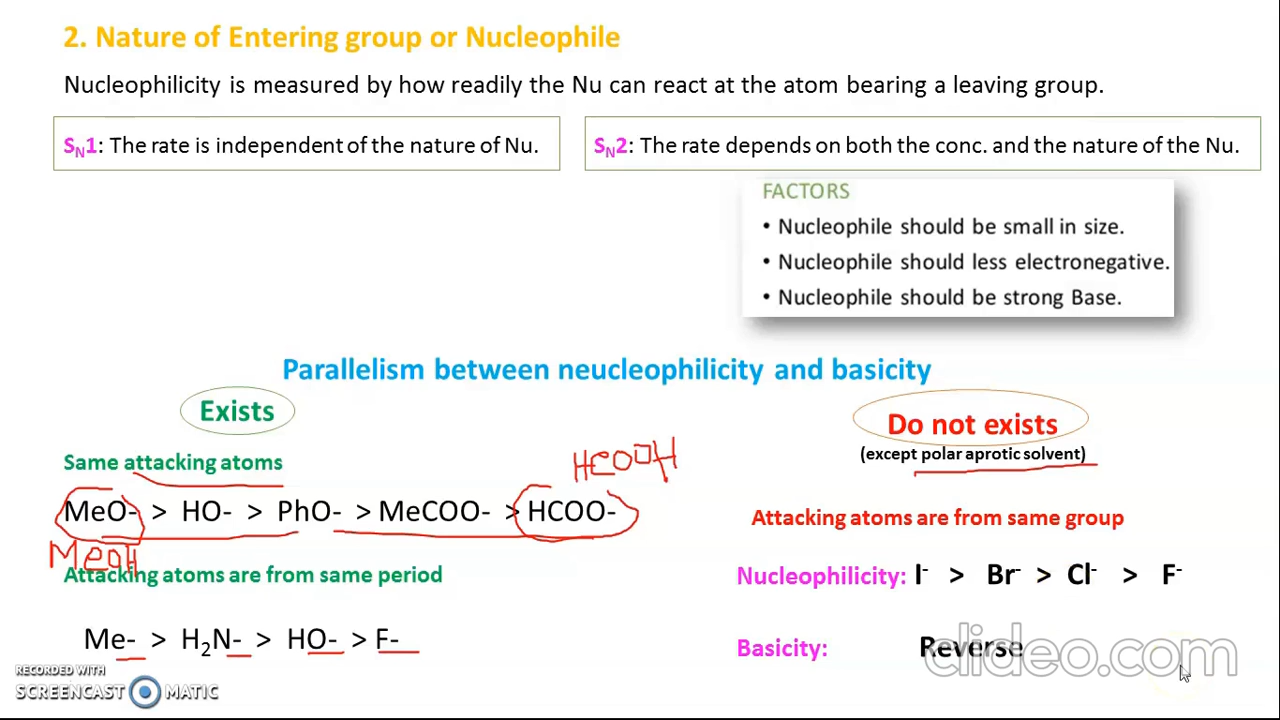 2. Nature of Entering group or Nucleophile
Nucleophilicity is measured by how readily the Nu can react at the atom bearing a leaving group.
SN1: The rate is independent of the nature of Nu.
SN2: The rate depends on both the conc. and the nature of the Nu.
FACTORS
• Nucleophile should be small in size.
• Nucleophile should less electronegative.
• Nucleophile should be strong Base.
Parallelism between neucleophilicity and basicity
Exists
Same attacking atoms
HCOOH
MeO- > HO- > PhO- > MeCOO- > HCOO-
MeOH
Attacking atoms are from same period
Me- > H2N- > HO- > F-
Do not exists
(except polar aprotic solvent)
Attacking atoms are from same group
Nucleophilicity: I- > Br- > Cl- > F-
Basicity: Reverse
clideo.com
RECORDED WITH
SCREENCAST MATIC